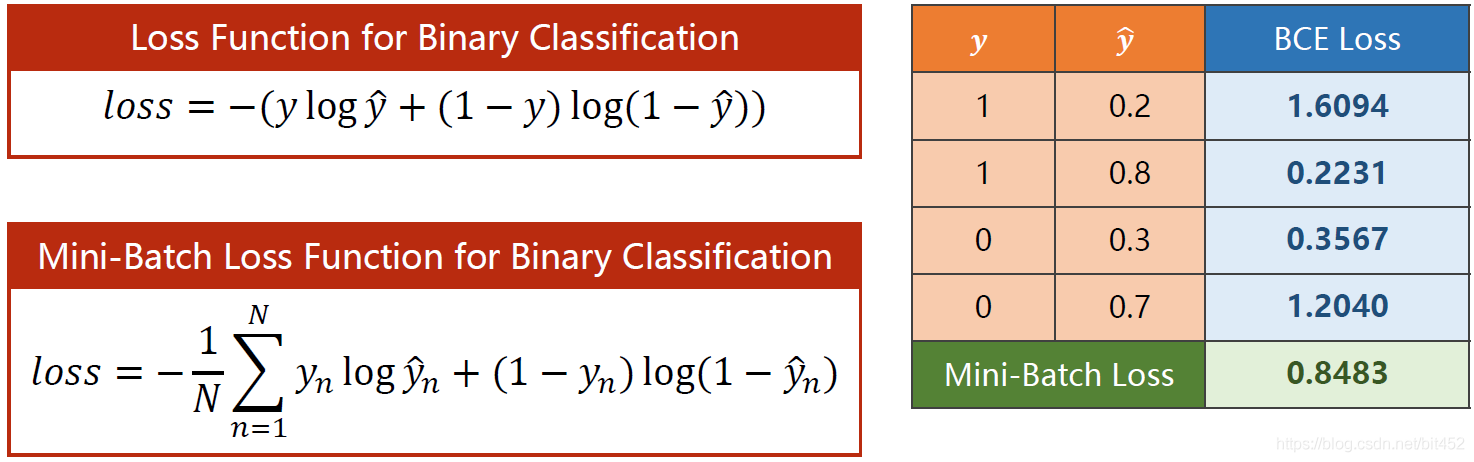 Loss Function for Binary Classification
loss = −(y log ŷ + (1 − y) log(1 − ŷ))
Mini-Batch Loss Function for Binary Classification
loss = −\frac{1}{N} \sum_{n=1}^{N} y_n log ŷ_n + (1 − y_n) log(1 − ŷ_n)
y ŷ BCE Loss
1 0.2 1.6094
1 0.8 0.2231
0 0.3 0.3567
0 0.7 1.2040
Mini-Batch Loss 0.8483
https://blog.csdn.net/bit452